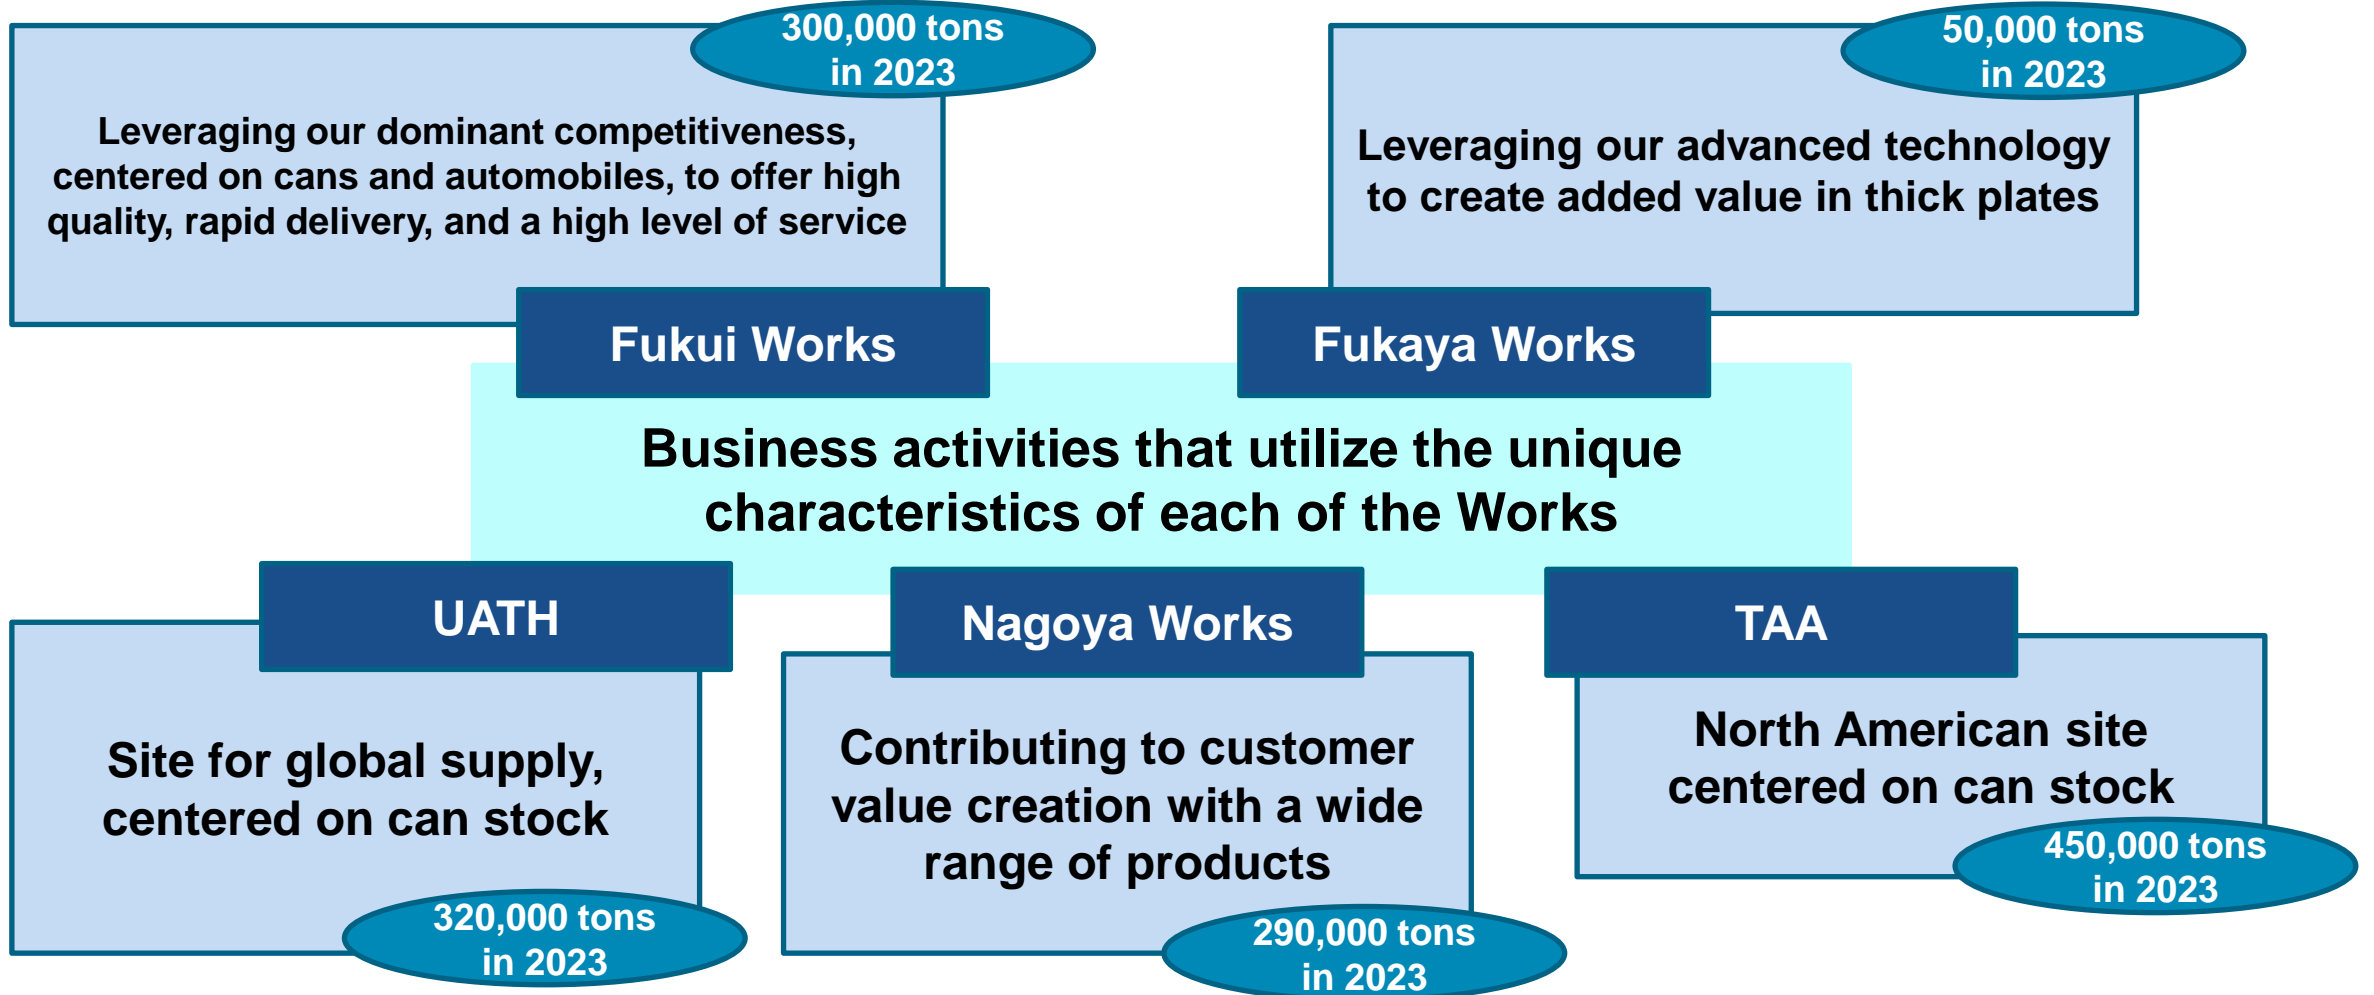 300,000 tons
in 2023
Leveraging our dominant competitiveness,
centered on cans and automobiles, to offer high
quality, rapid delivery, and a high level of service
Fukui Works
50,000 tons
in 2023
Leveraging our advanced technology
to create added value in thick plates
Fukaya Works
Business activities that utilize the unique
characteristics of each of the Works
UATH
Site for global supply,
centered on can stock
320,000 tons
in 2023
Nagoya Works
Contributing to customer
value creation with a wide
range of products
290,000 tons
in 2023
TAA
North American site
centered on can stock
450,000 tons
in 2023